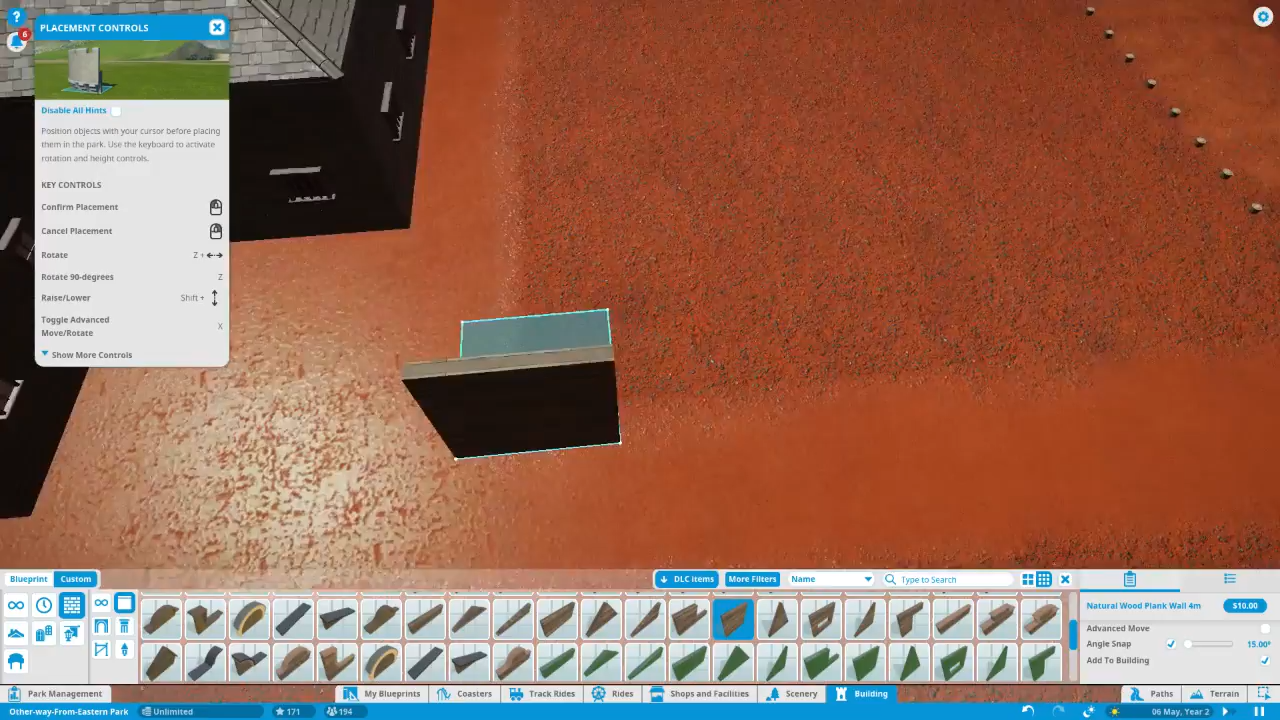 PLACEMENT CONTROLS
6
Disable All Hints
Position objects with your cursor before placing
them in the park. Use the keyboard to activate
rotation and height controls.
KEY CONTROLS
Confirm Placement
Cancel Placement
Rotate Z +
Rotate 90-degrees Z
Raise/Lower Shift +
Toggle Advanced
Move/Rotate X
Show More Controls
Blueprint Custom DLC Items More Filters Name Type to Search
Natural Wood Plank Wall 4m $10.00
Advanced Move
Angle Snap 15.00°
Add To Building
Park Management My Blueprints Coasters Track Rides Rides Shops and Facilities Scenery Building Paths Terrain
Other-way-From-Eastern Park Unlimited 171 194 06 May, Year 2